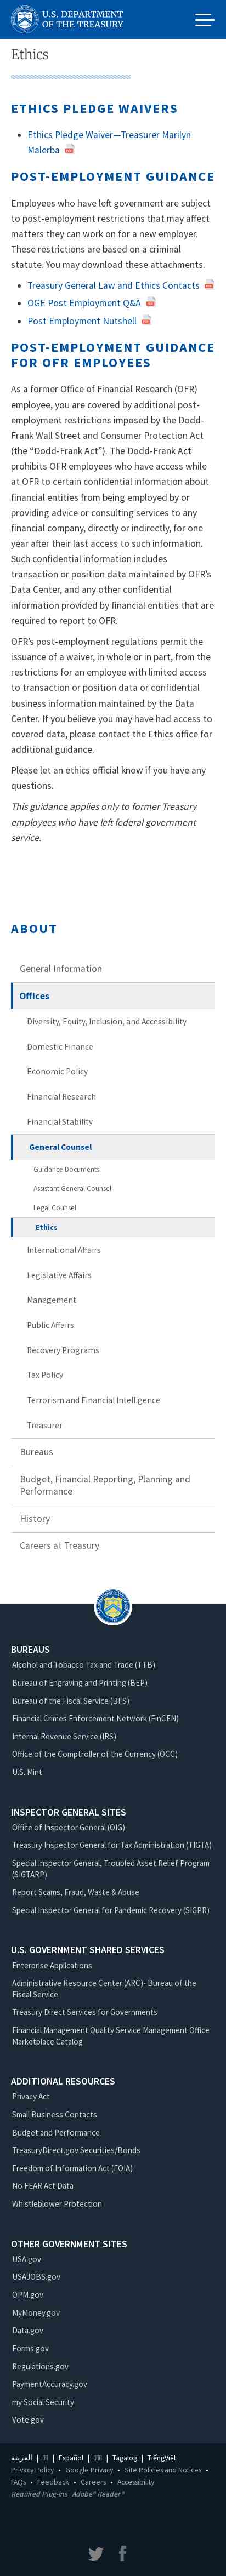 U.S. DEPARTMENT
OF THE TREASURY
Ethics
ETHICS PLEDGE WAIVERS
Ethics Pledge Waiver—Treasurer Marilyn
Malerba
POST-EMPLOYMENT GUIDANCE
Employees who have left government are subject
to post-employment restrictions that may affect
matters they can work on for a new employer.
These restrictions are based on a criminal
statute. You may download these attachments.
Treasury General Law and Ethics Contacts
OGE Post Employment Q&A
Post Employment Nutshell
POST-EMPLOYMENT GUIDANCE
FOR OFR EMPLOYEES
As a former Office of Financial Research (OFR)
employee, you are covered by additional post-
employment restrictions imposed by the Dodd-
Frank Wall Street and Consumer Protection Act
(the “Dodd-Frank Act”). The Dodd-Frank Act
prohibits OFR employees who have access while
at OFR to certain confidential information about
financial entities from being employed by or
providing advice or consulting services to any
financial company, directly or indirectly, for one
year after their last access to such information.
Such confidential information includes
transaction or position data maintained by OFR’s
Data Center, and any other confidential
information provided by financial entities that are
required to report to OFR.
OFR’s post-employment regulations permit the
issuance of a waiver, in whole or in part, from the
restrictions for an employee with limited access
to transaction or position data or confidential
business information maintained by the Data
Center. If you believe you may have had access to
covered data, please contact the Ethics office for
additional guidance.
Please let an ethics official know if you have any
questions.
This guidance applies only to former Treasury
employees who have left federal government
service.
ABOUT
General Information
Offices
Diversity, Equity, Inclusion, and Accessibility
Domestic Finance
Economic Policy
Financial Research
Financial Stability
General Counsel
Guidance Documents
Assistant General Counsel
Legal Counsel
Ethics
International Affairs
Legislative Affairs
Management
Public Affairs
Recovery Programs
Tax Policy
Terrorism and Financial Intelligence
Treasurer
Bureaus
Budget, Financial Reporting, Planning and
Performance
History
Careers at Treasury
BUREAUS
Alcohol and Tobacco Tax and Trade (TTB)
Bureau of Engraving and Printing (BEP)
Bureau of the Fiscal Service (BFS)
Financial Crimes Enforcement Network (FinCEN)
Internal Revenue Service (IRS)
Office of the Comptroller of the Currency (OCC)
U.S. Mint
INSPECTOR GENERAL SITES
Office of Inspector General (OIG)
Treasury Inspector General for Tax Administration (TIGTA)
Special Inspector General, Troubled Asset Relief Program
(SIGTARP)
Report Scams, Fraud, Waste & Abuse
Special Inspector General for Pandemic Recovery (SIGPR)
U.S. GOVERNMENT SHARED SERVICES
Enterprise Applications
Administrative Resource Center (ARC)- Bureau of the
Fiscal Service
Treasury Direct Services for Governments
Financial Management Quality Service Management Office
Marketplace Catalog
ADDITIONAL RESOURCES
Privacy Act
Small Business Contacts
Budget and Performance
TreasuryDirect.gov Securities/Bonds
Freedom of Information Act (FOIA)
No FEAR Act Data
Whistleblower Protection
OTHER GOVERNMENT SITES
USA.gov
USAJOBS.gov
OPM.gov
MyMoney.gov
Data.gov
Forms.gov
Regulations.gov
PaymentAccuracy.gov
my Social Security
Vote.gov
العربية | | Español | | Tagalog | TiếngViệt
Privacy Policy • Google Privacy • Site Policies and Notices •
FAQs • Feedback • Careers • Accessibility
Required Plug-ins Adobe® Reader®